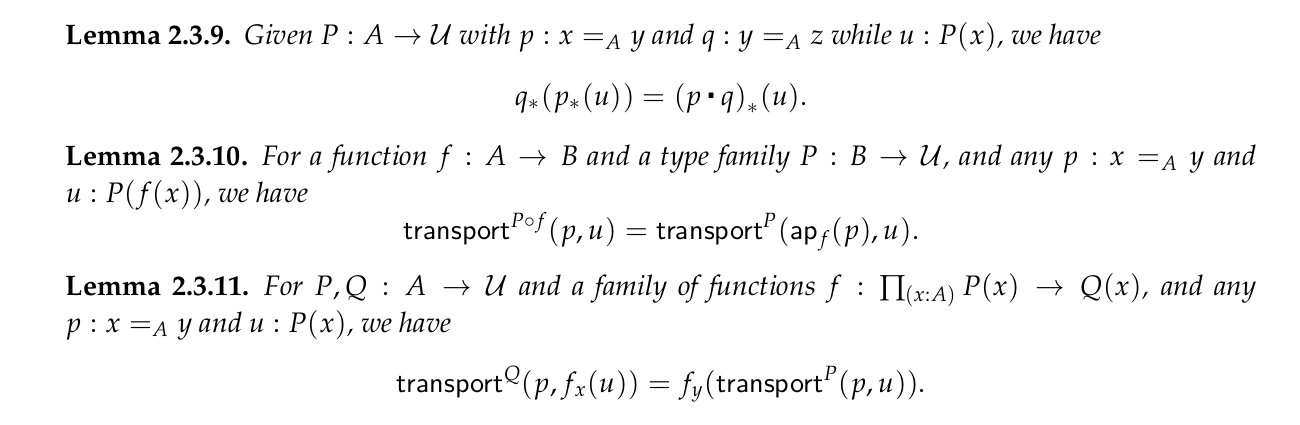 Lemma 2.3.9. Given P : A → 𝒰 with p : x =_A y and q : y =_A z while u : P(x), we have
q_*(p_*(u)) = (p ▪ q)_*(u).
Lemma 2.3.10. For a function f : A → B and a type family P : B → 𝒰, and any p : x =_A y and
u : P(f(x)), we have
transport^{P∘f}(p, u) = transport^P(ap_f(p), u).
Lemma 2.3.11. For P, Q : A → 𝒰 and a family of functions f : ∏_{(x:A)} P(x) → Q(x), and any
p : x =_A y and u : P(x), we have
transport^Q(p, f_x(u)) = f_y(transport^P(p, u)).